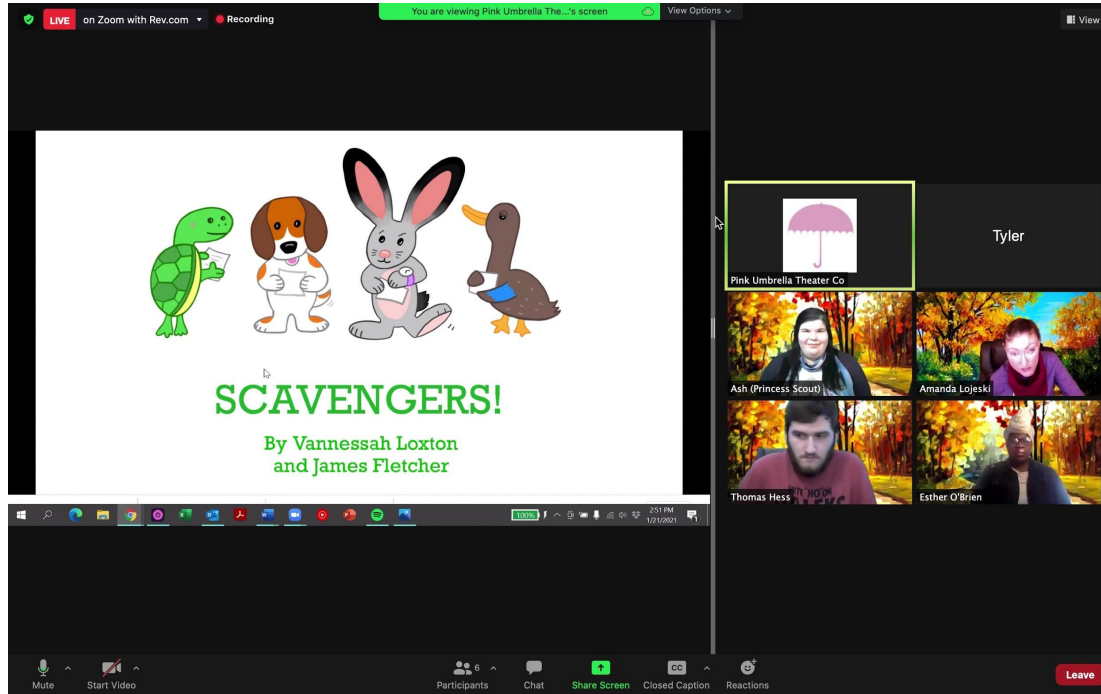 LIVE on Zoom with Rev.com Recording
You are viewing Pink Umbrella The...'s screen View Options
View
SCAVENGERS!
By Vannessah Loxton
and James Fletcher
Pink Umbrella Theater Co
Tyler
Ash (Princess Scout)
Amanda Lojeski
Thomas Hess
Esther O'Brien
100%
2:51 PM
1/21/2021
Mute
Start Video
6
Participants
Chat
Share Screen
CC
Closed Caption
Reactions
Leave